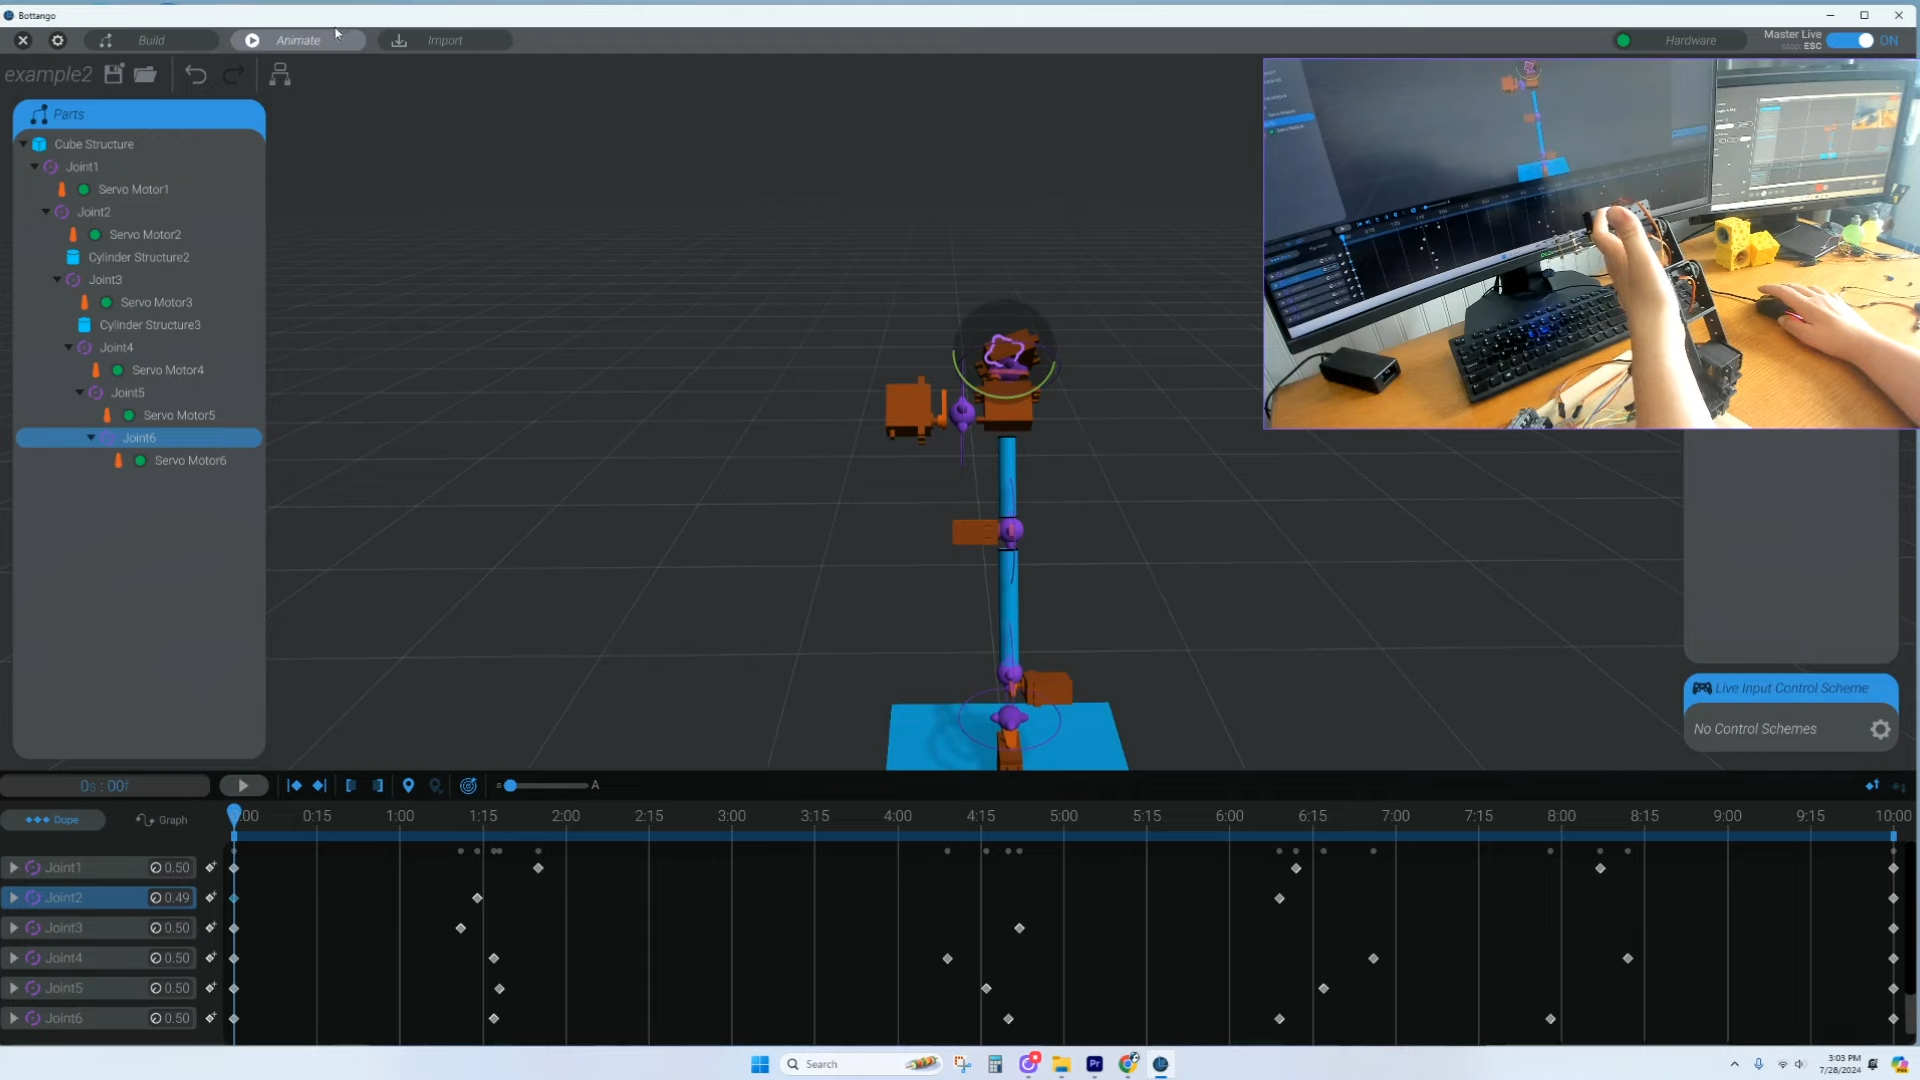 Bottango
Build
Animate
Import
Hardware
Master Live
stop: ESC
ON
example2
Parts
Cube Structure
Joint1
Servo Motor1
Joint2
Servo Motor2
Cylinder Structure2
Joint3
Servo Motor3
Cylinder Structure3
Joint4
Servo Motor4
Joint5
Servo Motor5
Joint6
Servo Motor6
Live Input Control Scheme
No Control Schemes
0s : 00f
A
Dope
Graph
0:15 1:00 1:15 2:00 2:15 3:00 3:15 4:00 4:15 5:00 5:15 6:00 6:15 7:00 7:15 8:00 8:15 9:00 9:15 10:00
Joint1 0.50
Joint2 0.49
Joint3 0.50
Joint4 0.50
Joint5 0.50
Joint6 0.50
Search
Pr
3:03 PM
7/28/2024